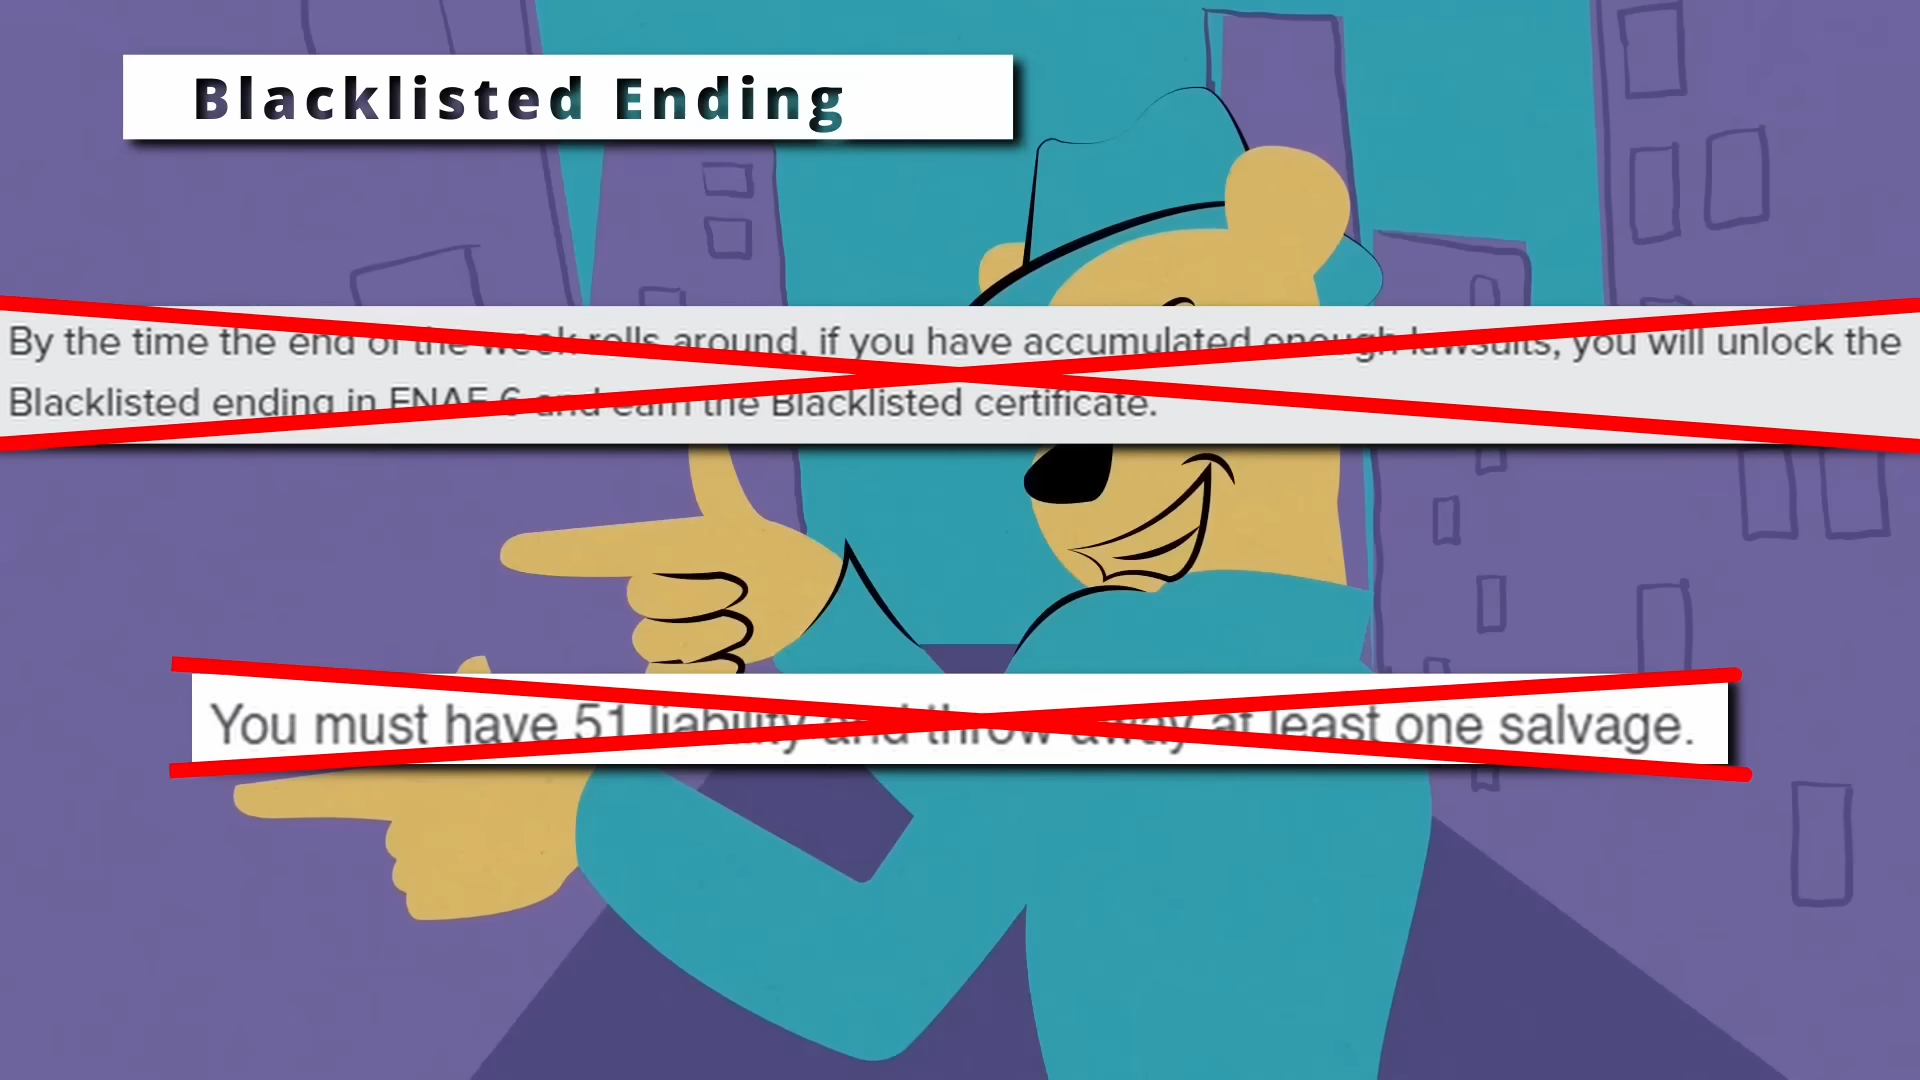 Blacklisted Ending
By the time the end of the week rolls around, if you have accumulated enough lawsuits, you will unlock the
Blacklisted ending in FNAF 6 and earn the Blacklisted certificate.
You must have 51 liability and throw away at least one salvage.